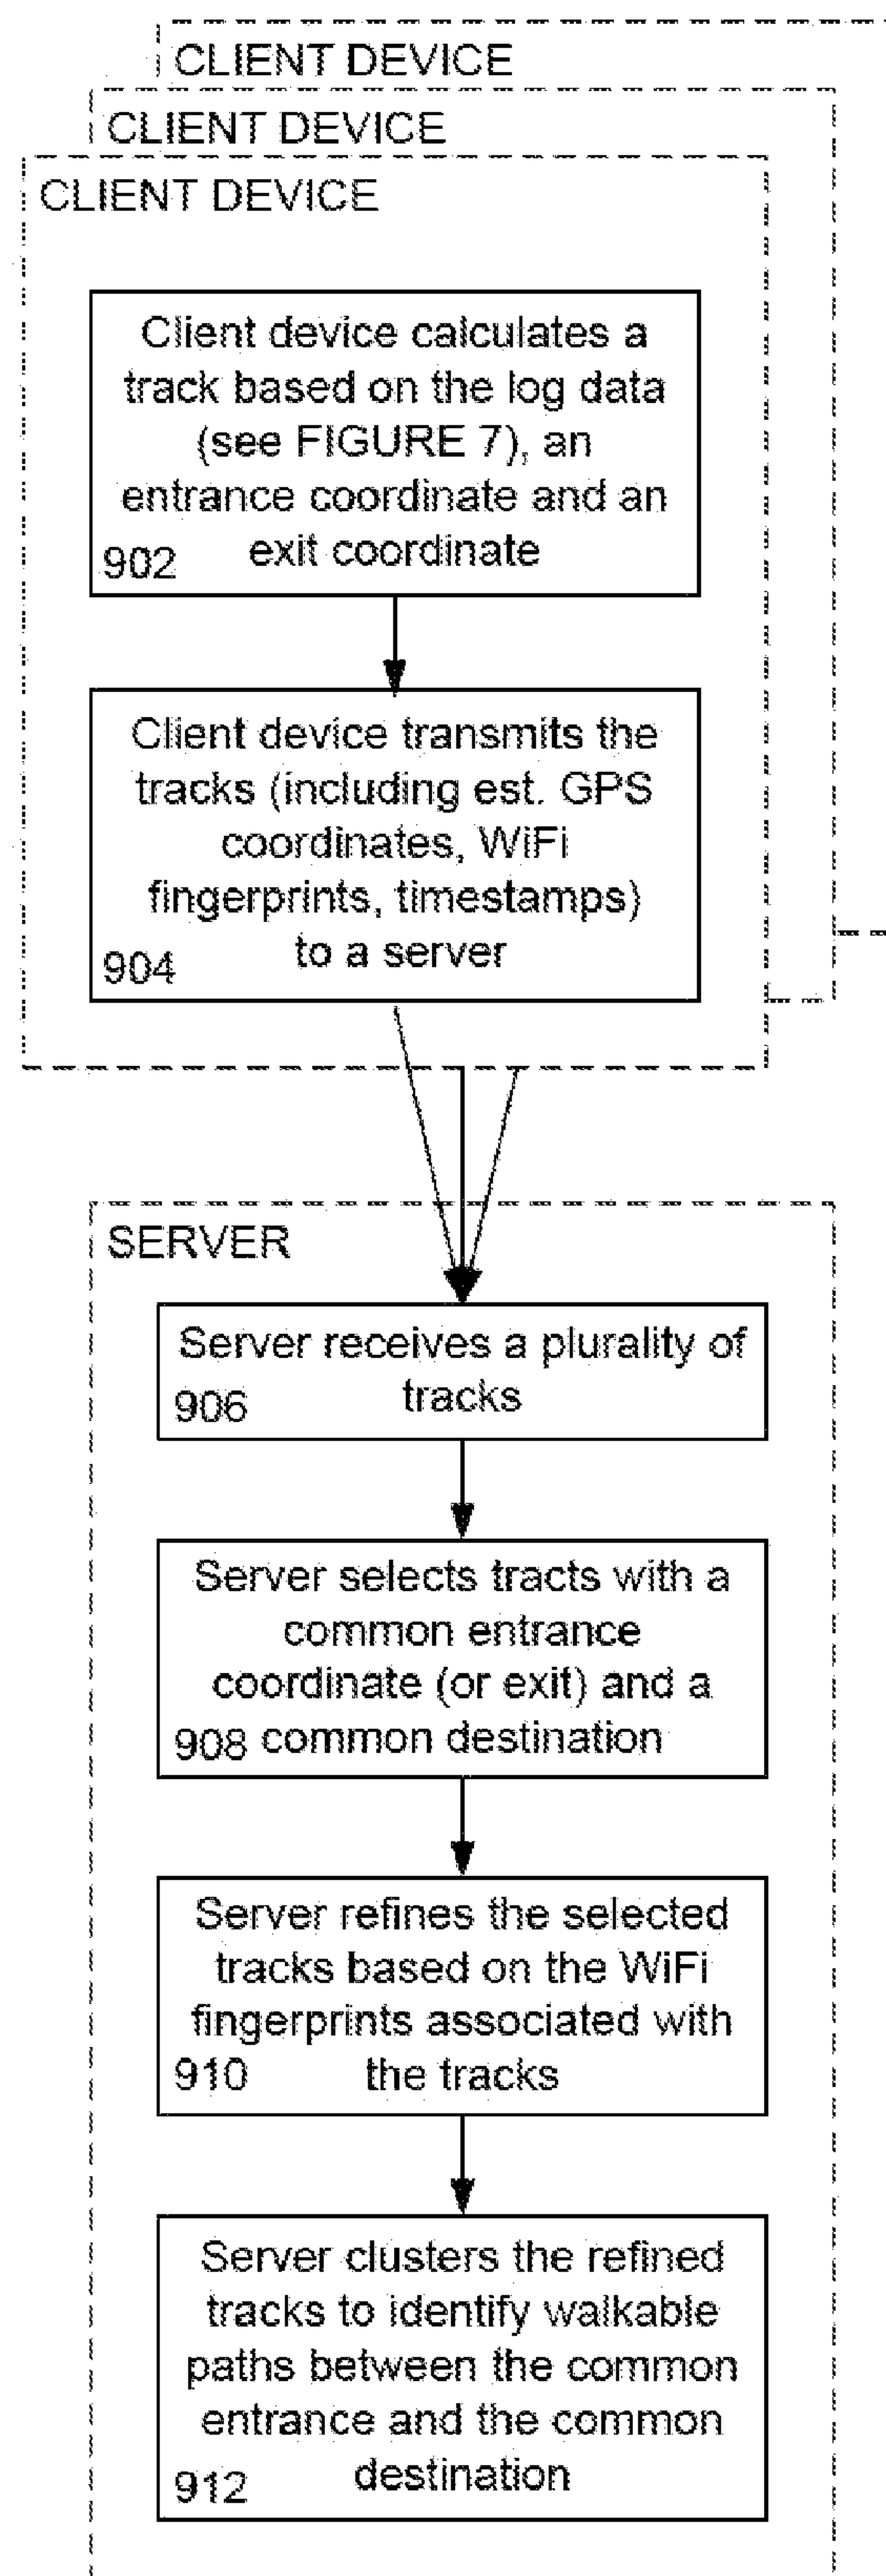 CLIENT DEVICE
CLIENT DEVICE
CLIENT DEVICE
Client device calculates a
track based on the log data
(see FIGURE 7), an
entrance coordinate and an
exit coordinate
902
Client device transmits the
tracks (including est. GPS
coordinates, WiFi
fingerprints, timestamps)
to a server
904
SERVER
Server receives a plurality of
tracks
906
Server selects tracts with a
common entrance
coordinate (or exit) and a
908 common destination
Server refines the selected
tracks based on the WiFi
fingerprints associated with
the tracks
910
Server clusters the refined
tracks to identify walkable
paths between the common
entrance and the common
destination
912